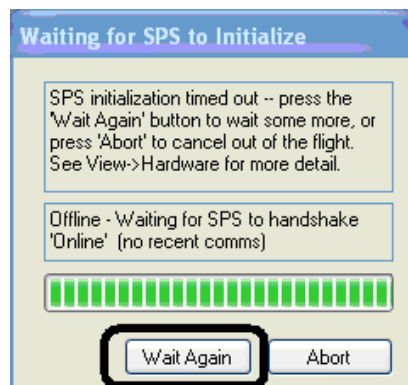 Waiting for SPS to Initialize
SPS initialization timed out -- press the
'Wait Again' button to wait some more, or
press 'Abort' to cancel out of the flight.
See View->Hardware for more detail.
Offline - Waiting for SPS to handshake
'Online' (no recent comms)
Wait Again Abort